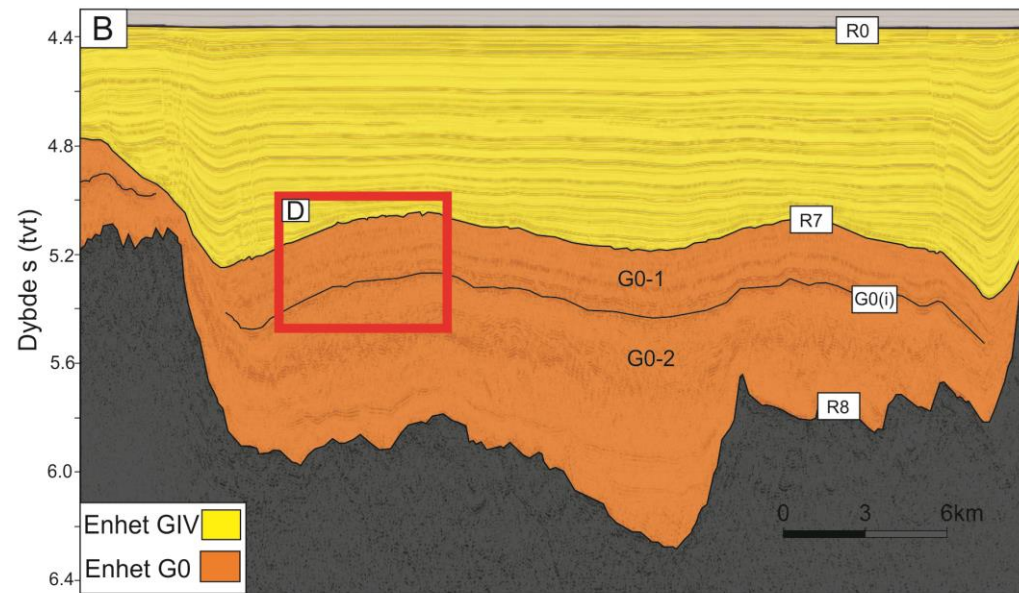 B
R0
4.4
4.8
D
R7
5.2
G0-1
G0(i)
Dybde s (tvt)
5.6
G0-2
R8
6.0
0 3 6km
Enhet GIV
Enhet G0
6.4